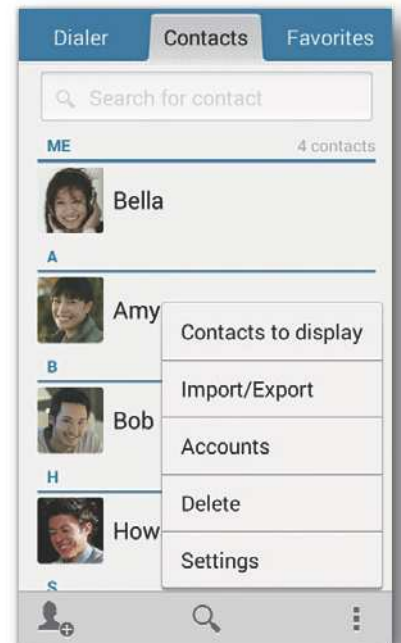 Dialer Contacts Favorites
Search for contact
ME 4 contacts
Bella
A
Amy
Contacts to display
B
Import/Export
Bob
Accounts
H
Delete
How
Settings
S